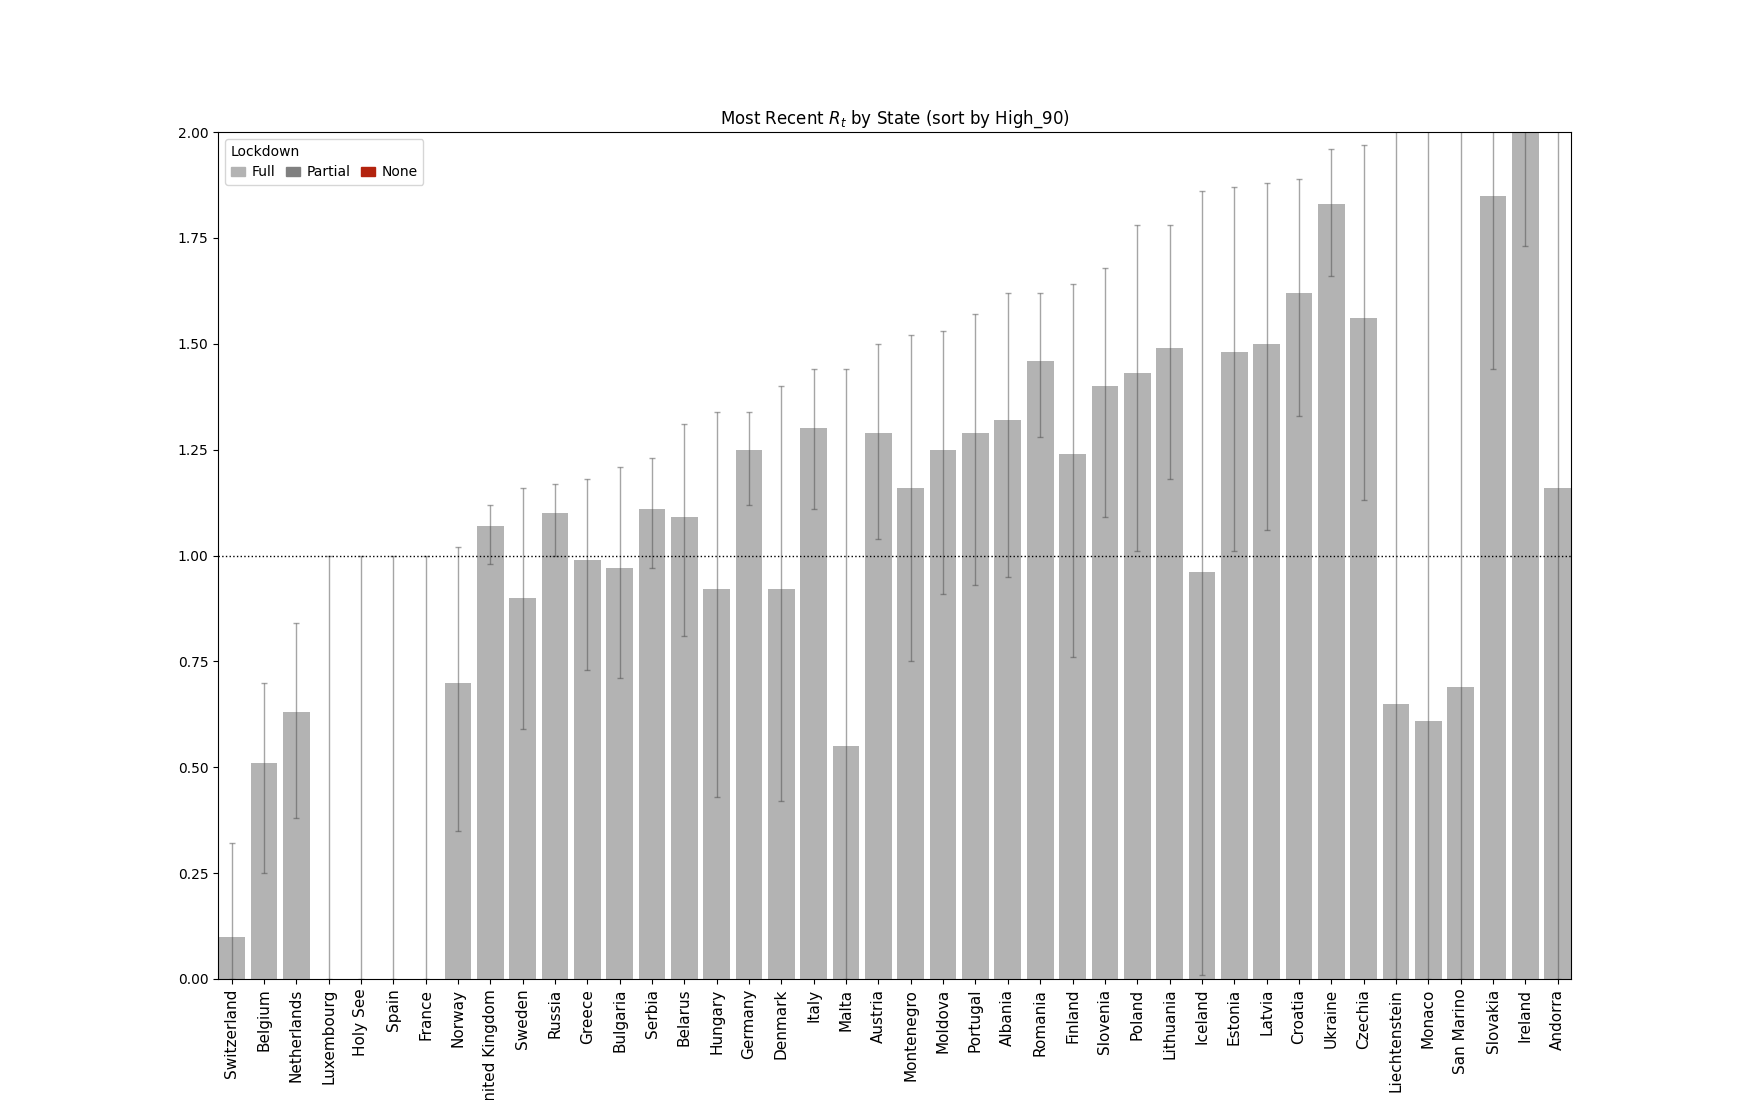 Most Recent R_t by State (sort by High_90)
Lockdown
Full Partial None
2.00
1.75
1.50
1.25
1.00
0.75
0.50
0.25
0.00
Switzerland
Belgium
Netherlands
Luxembourg
Holy See
Spain
France
Norway
nited Kingdom
Sweden
Russia
Greece
Bulgaria
Serbia
Belarus
Hungary
Germany
Denmark
Italy
Malta
Austria
Montenegro
Moldova
Portugal
Albania
Romania
Finland
Slovenia
Poland
Lithuania
Iceland
Estonia
Latvia
Croatia
Ukraine
Czechia
Liechtenstein
Monaco
San Marino
Slovakia
Ireland
Andorra